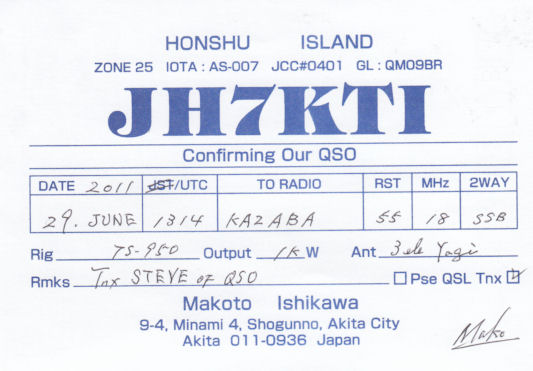 HONSHU ISLAND
ZONE 25 IOTA : AS-007 JCC#0401 GL : QM09BR
JH7KTI
Confirming Our QSO
DATE 2011 JST/UTC TO RADIO RST MHz 2WAY
29. JUNE 1314 KAZABA 55 18 SSB
Rig TS-950 Output 1K W Ant 3ele Yagi
Rmks Tnx STEVE of QSO Pse QSL Tnx
Makoto Ishikawa
9-4, Minami 4, Shogunno, Akita City
Akita 011-0936 Japan
Mako